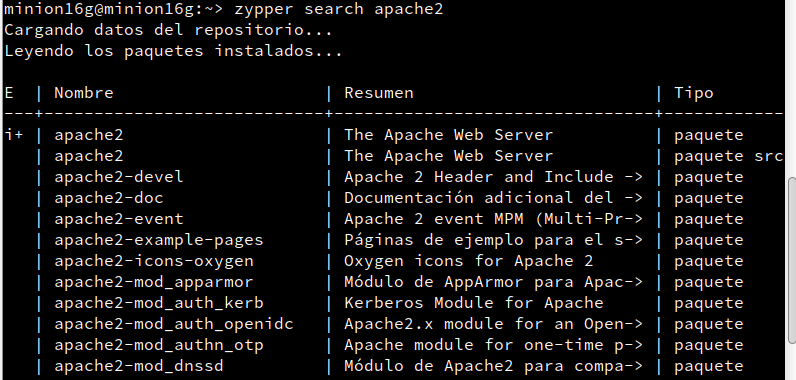 minion16g@minion16g:~> zypper search apache2
Cargando datos del repositorio...
Leyendo los paquetes instalados...
E | Nombre | Resumen | Tipo
---+---------------------------+-------------------------------+------------
i+ | apache2 | The Apache Web Server | paquete
| apache2 | The Apache Web Server | paquete src
| apache2-devel | Apache 2 Header and Include -> | paquete
| apache2-doc | Documentación adicional del -> | paquete
| apache2-event | Apache 2 event MPM (Multi-Pr-> | paquete
| apache2-example-pages | Páginas de ejemplo para el s-> | paquete
| apache2-icons-oxygen | Oxygen icons for Apache 2 | paquete
| apache2-mod_apparmor | Módulo de AppArmor para Apac-> | paquete
| apache2-mod_auth_kerb | Kerberos Module for Apache | paquete
| apache2-mod_auth_openidc | Apache2.x module for an Open-> | paquete
| apache2-mod_authn_otp | Apache module for one-time p-> | paquete
| apache2-mod_dnssd | Módulo de Apache2 para compa-> | paquete